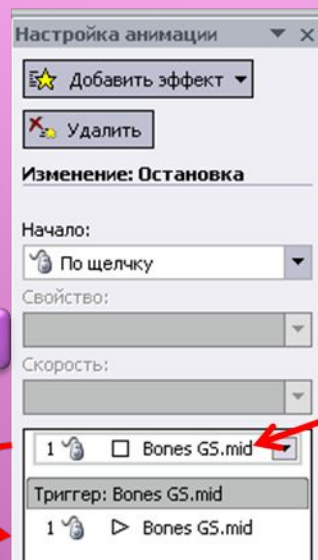 Настройка анимации
Добавить эффект
Удалить
Изменение: Остановка
Начало:
По щелчку
Свойство:
Скорость:
1 Bones GS.mid
Триггер: Bones GS.mid
1 Bones GS.mid